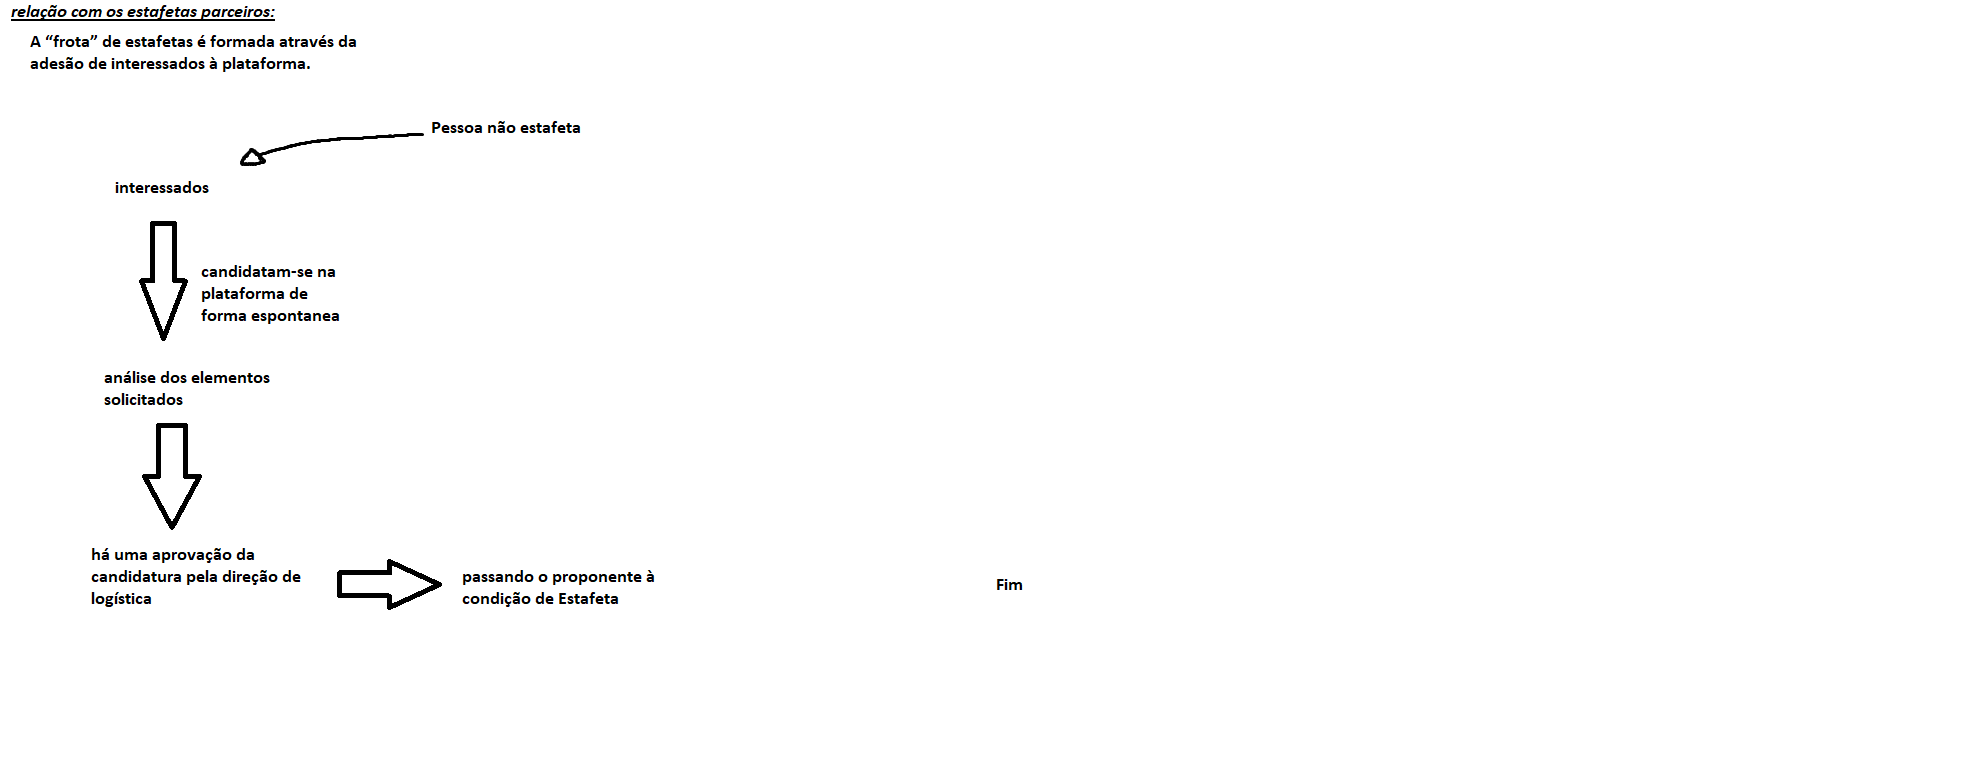 relação com os estafetas parceiros:
A “frota” de estafetas é formada através da
adesão de interessados à plataforma.
Pessoa não estafeta
interessados
candidatam-se na
plataforma de
forma espontanea
análise dos elementos
solicitados
há uma aprovação da
candidatura pela direção de
logística
passando o proponente à
condição de Estafeta
Fim